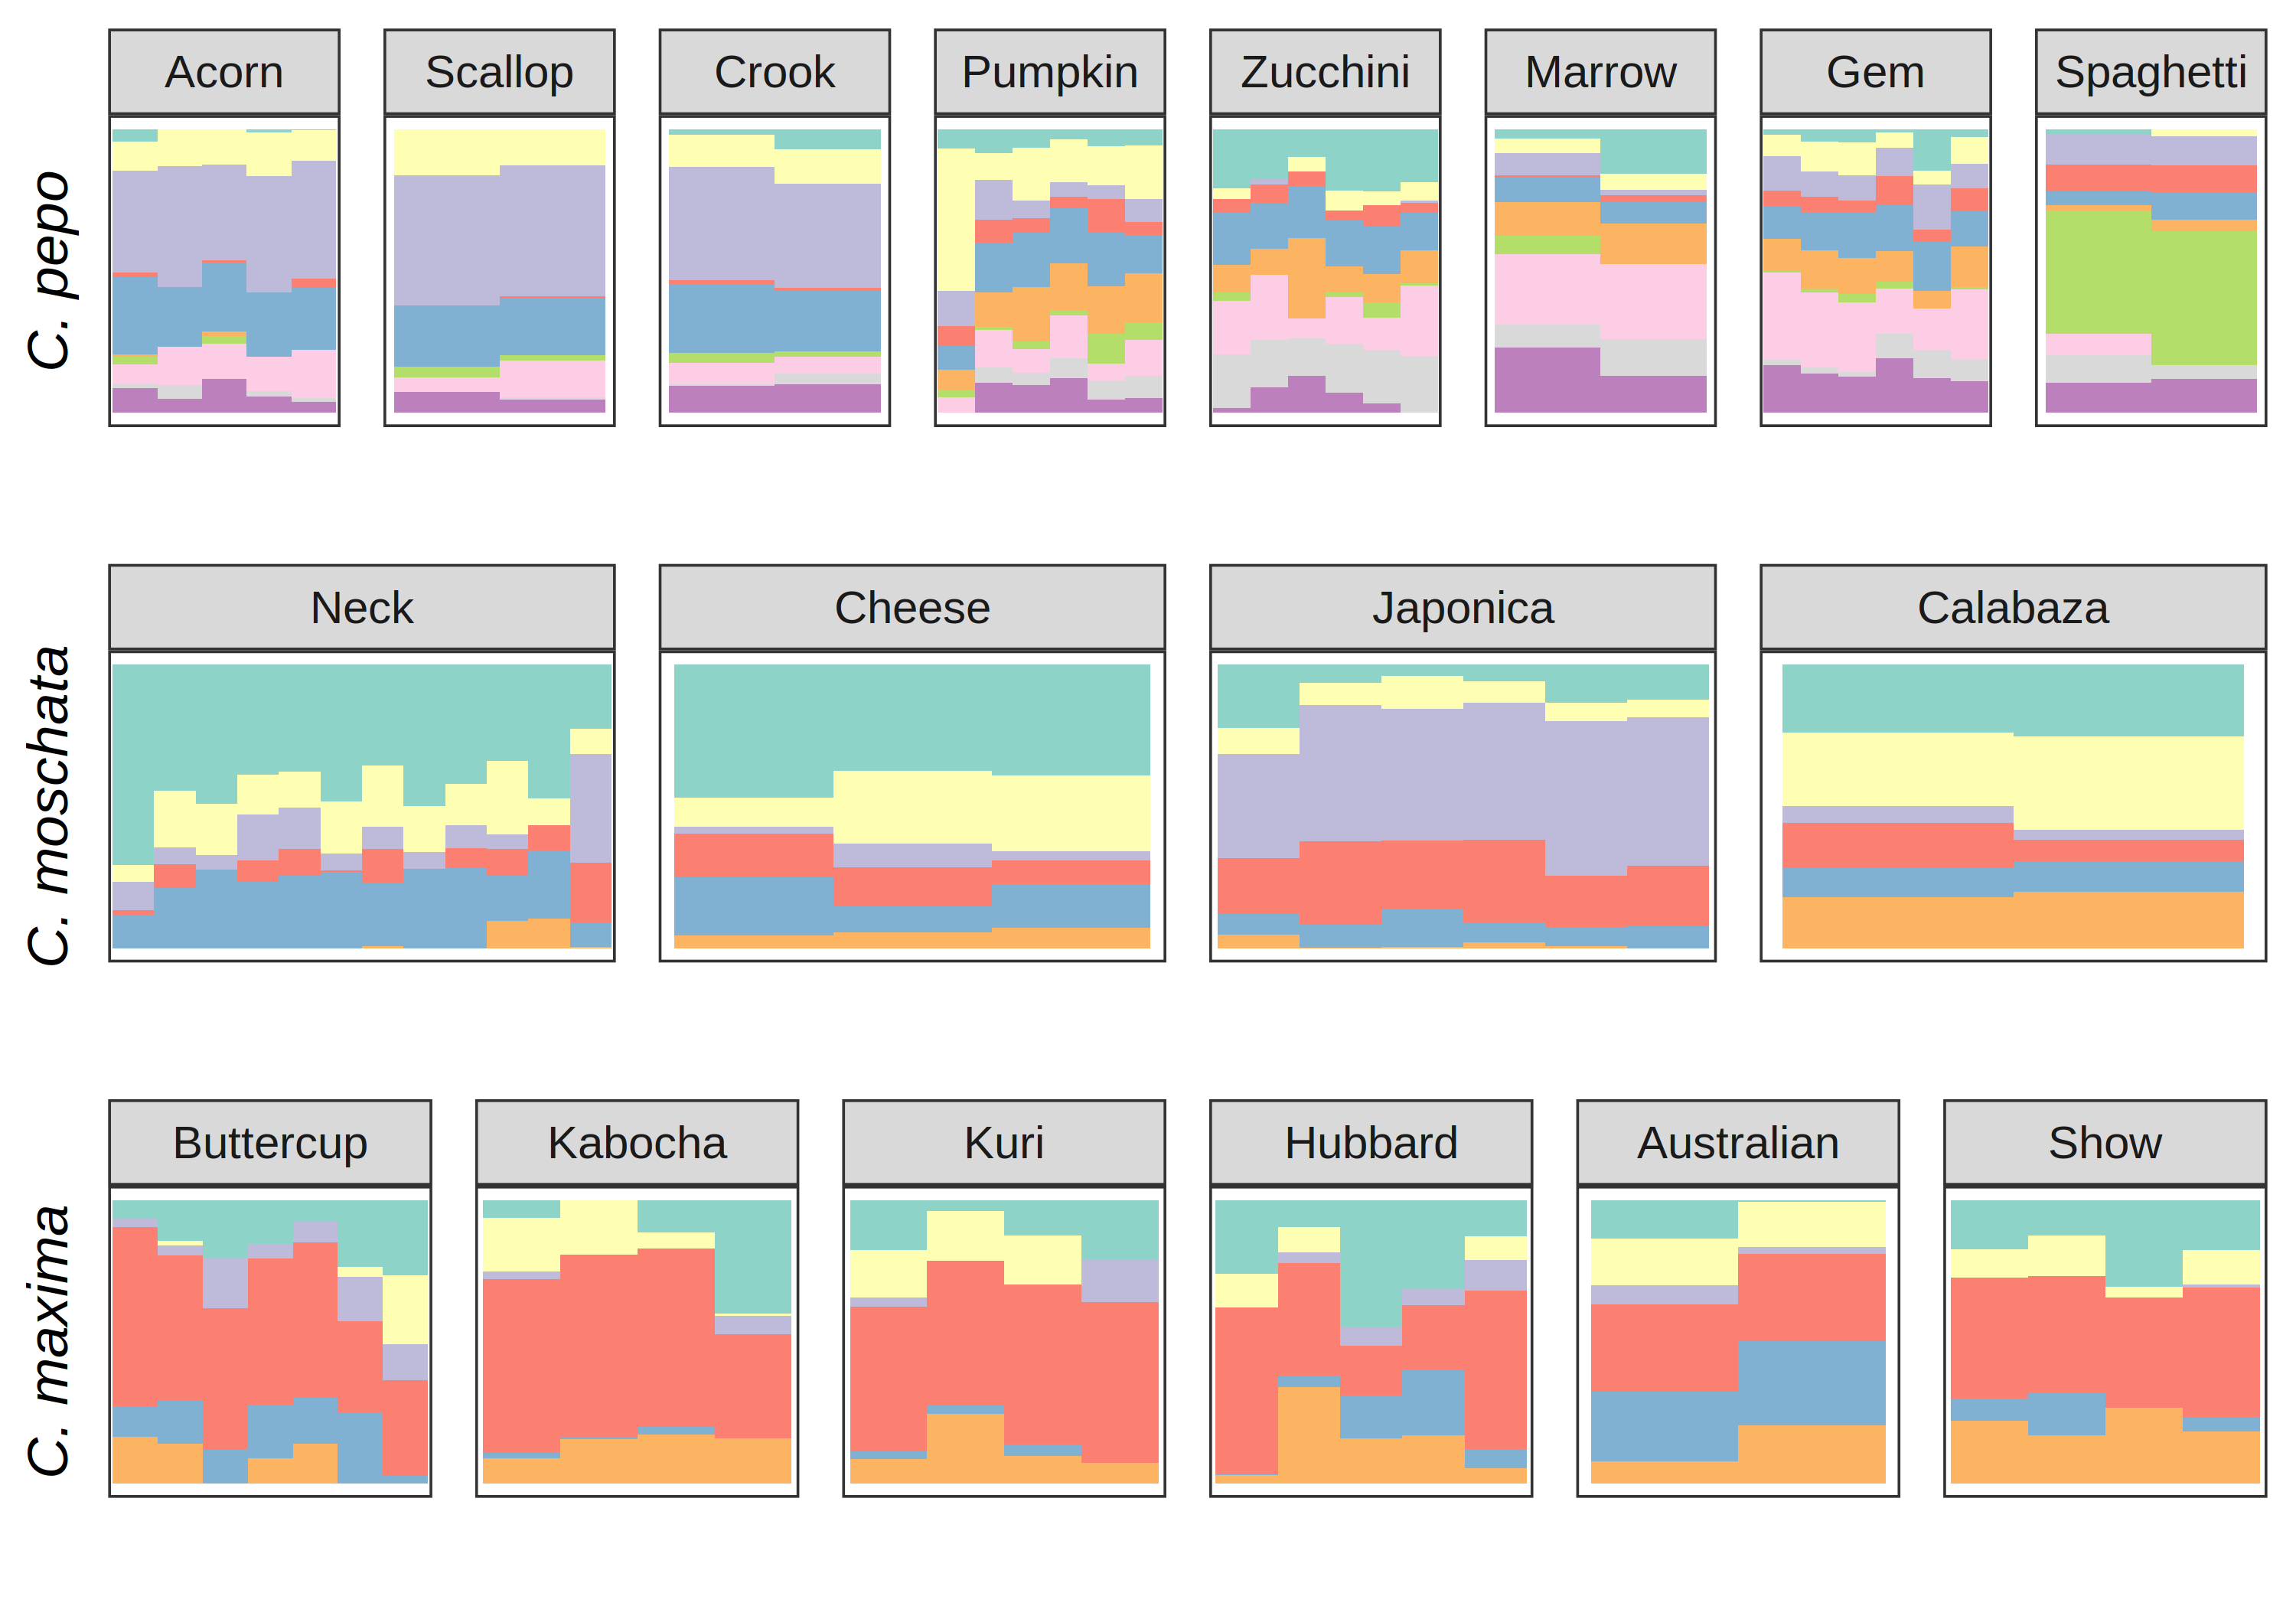 C. pepo
Acorn
Scallop
Crook
Pumpkin
Zucchini
Marrow
Gem
Spaghetti
C. moschata
Neck
Cheese
Japonica
Calabaza
C. maxima
Buttercup
Kabocha
Kuri
Hubbard
Australian
Show